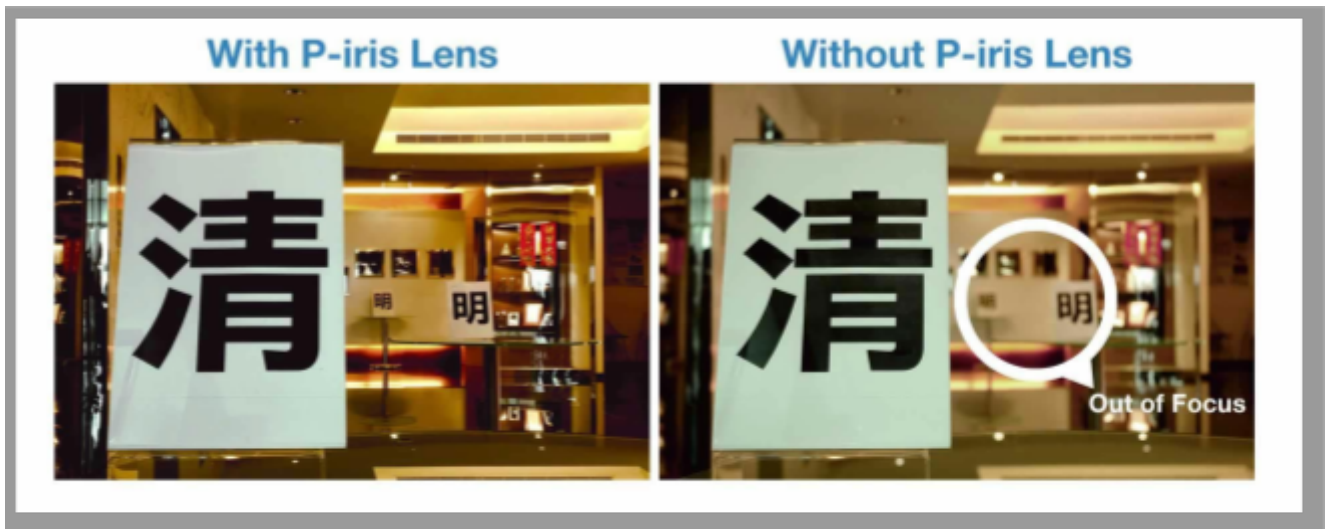 With P-iris Lens
Without P-iris Lens
清
明
明
清
明
明
Out of Focus